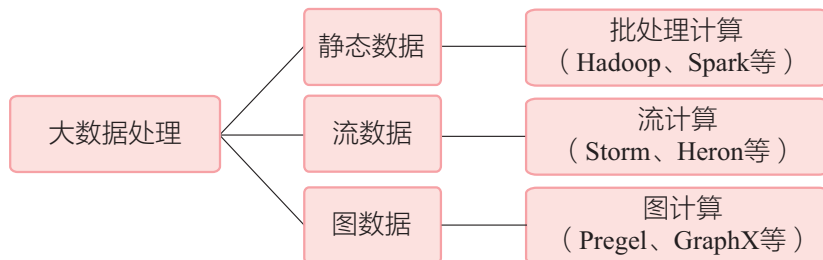 大数据处理
静态数据
批处理计算
（Hadoop、Spark等）
流数据
流计算
（Storm、Heron等）
图数据
图计算
（Pregel、GraphX等）